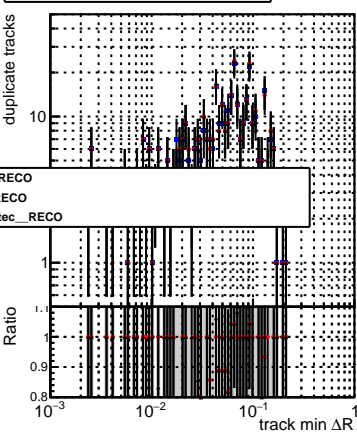 duplicate tracks
10
RECO
RECO
tec__RECO
1
Ratio
1.1
1
0.9
0.8
10−3 10−2 10−1 1
track min ΔR